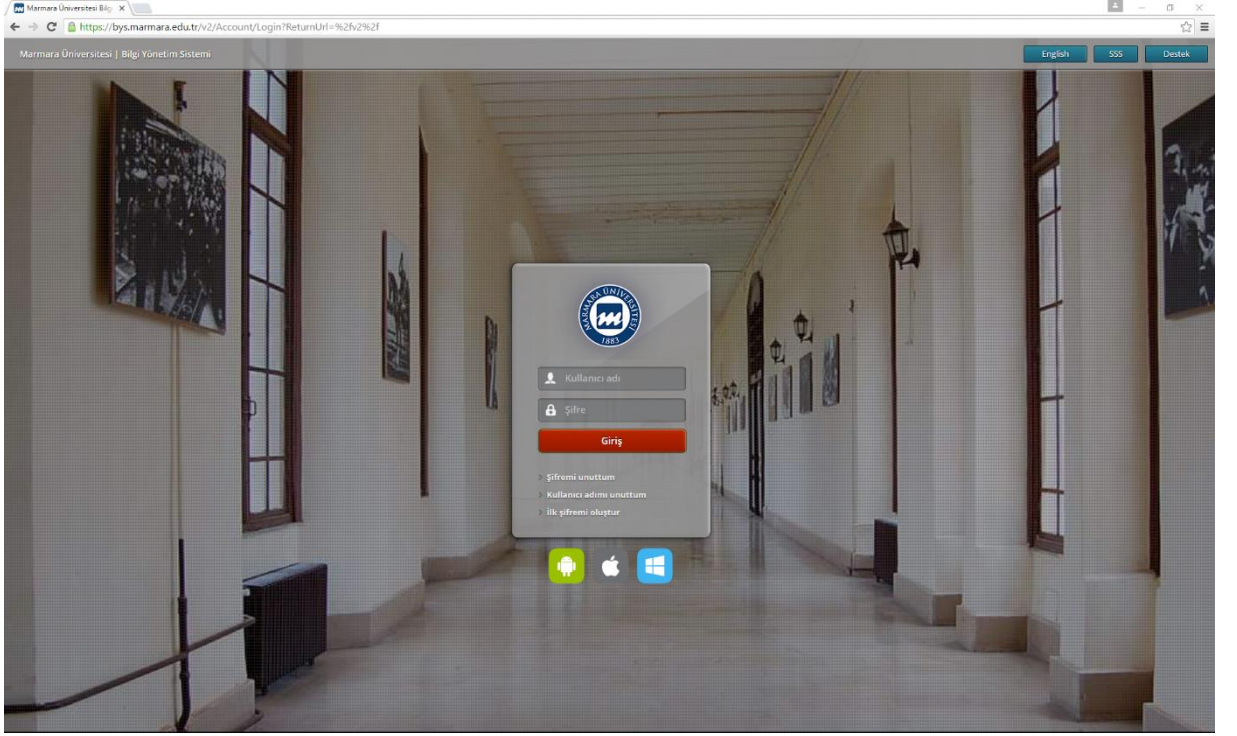 Marmara Üniversitesi Bilgi
https://bys.marmara.edu.tr/v2/Account/Login?ReturnUrl=%2fv2%2f
Marmara Üniversitesi | Bilgi Yönetim Sistemi
English SSS Destek
MARMARA ÜNİVERSİTESİ
m
1883
Kullanıcı adı
Şifre
Giriş
> Şifremi unuttum
> Kullanıcı adımı unuttum
> İlk şifremi oluştur